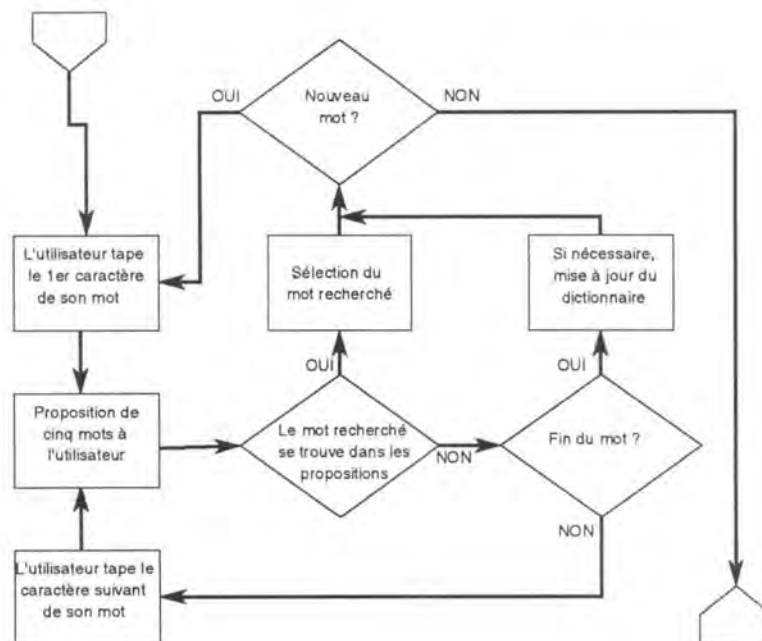 Nouveau
mot ?
OUI
NON
L'utilisateur tape
le 1er caractère
de son mot
Sélection du
mot recherché
Si nécessaire,
mise à jour du
dictionnaire
OUI
OUI
Proposition de
cinq mots à
l'utilisateur
Le mot recherché
se trouve dans les
propositions
NON
Fin du mot ?
NON
L'utilisateur tape le
caractère suivant
de son mot